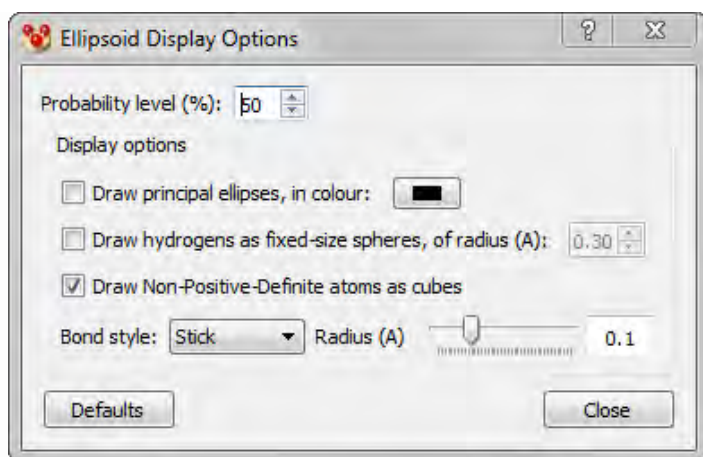 Ellipsoid Display Options
Probability level (%): 50
Display options
Draw principal ellipses, in colour:
Draw hydrogens as fixed-size spheres, of radius (A): 0.30
Draw Non-Positive-Definite atoms as cubes
Bond style: Stick Radius (A) 0.1
Defaults Close